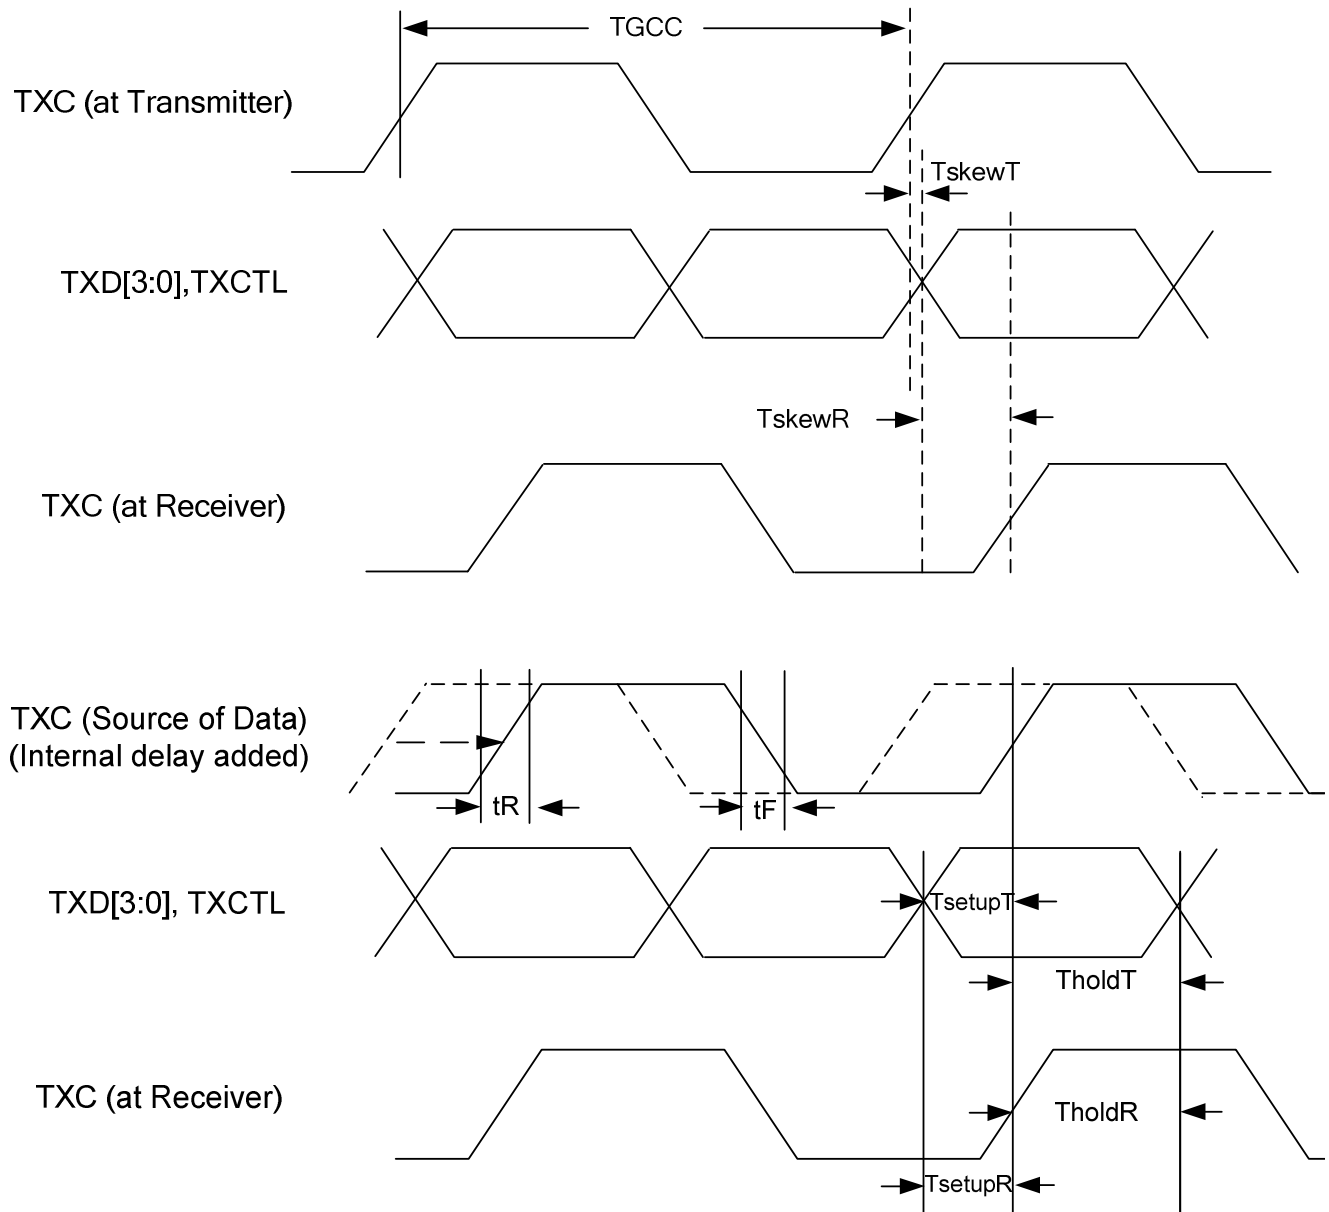 TGCC
TXC (at Transmitter)
TskewT
TXD[3:0],TXCTL
TskewR
TXC (at Receiver)
TXC (Source of Data)
(Internal delay added)
tR
tF
TXD[3:0], TXCTL
TsetupT
TholdT
TXC (at Receiver)
TholdR
TsetupR